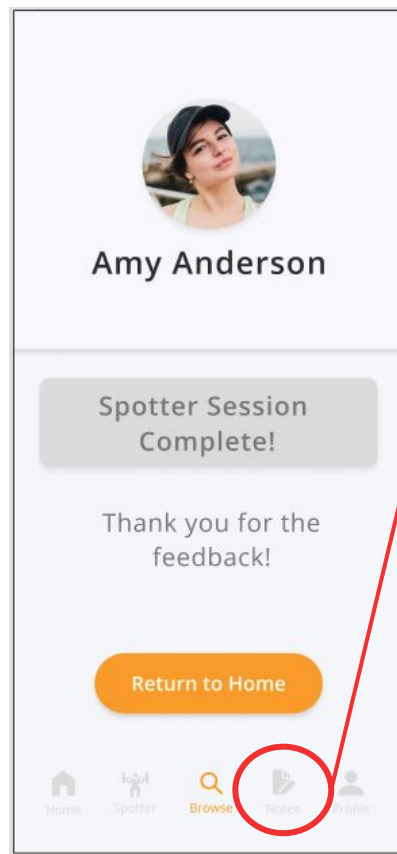 Amy Anderson
Spotter Session
Complete!
Thank you for the
feedback!
Return to Home
Home
Spotter
Browse
Notes
Profile